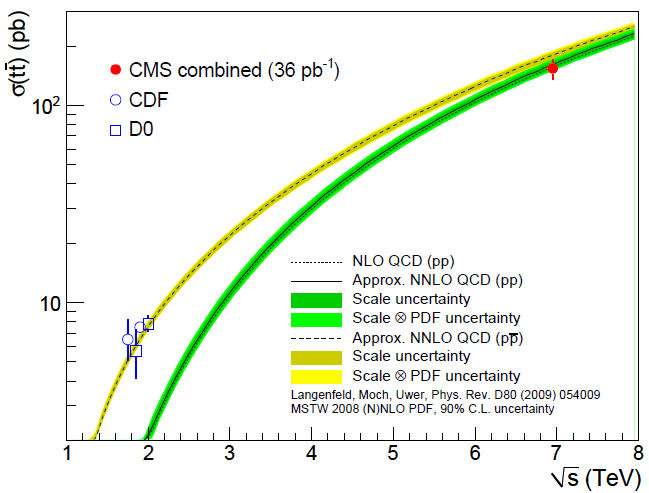 σ(tt̅) (pb)
CMS combined (36 pb⁻¹)
CDF
D0
10²
10
NLO QCD (pp)
Approx. NNLO QCD (pp)
Scale uncertainty
Scale ⊗ PDF uncertainty
Approx. NNLO QCD (pp̅)
Scale uncertainty
Scale ⊗ PDF uncertainty
Langenfeld, Moch, Uwer, Phys. Rev. D80 (2009) 054009
MSTW 2008 (N)NLO PDF, 90% C.L. uncertainty
1 2 3 4 5 6 7 8
√s (TeV)